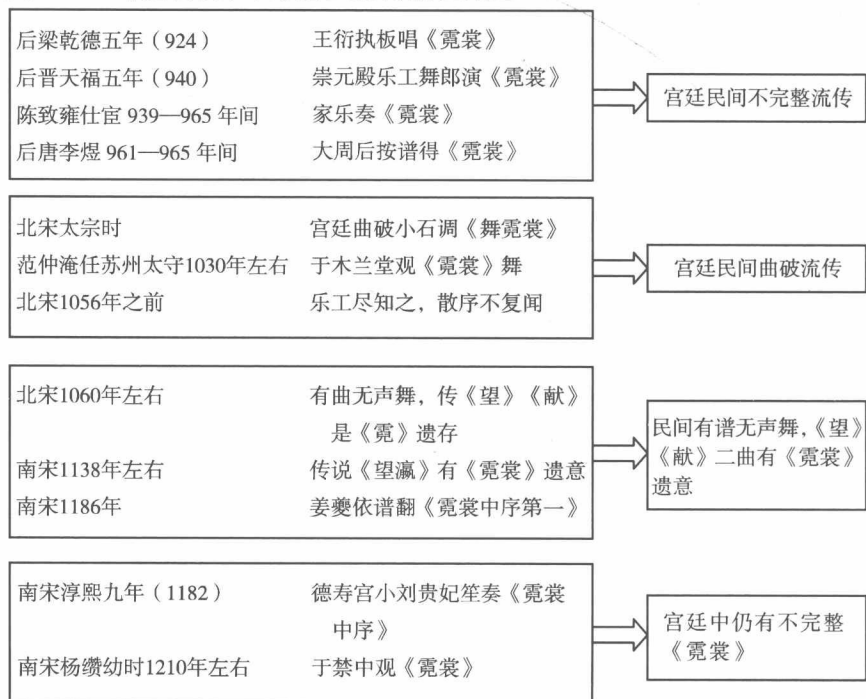 后梁乾德五年（924） 王衍执板唱《霓裳》
后晋天福五年（940） 崇元殿乐工舞郎演《霓裳》
陈致雍仕宦 939—965 年间 家乐奏《霓裳》
后唐李煜 961—965 年间 大周后按谱得《霓裳》
宫廷民间不完整流传
北宋太宗时 宫廷曲破小石调《舞霓裳》
范仲淹任苏州太守1030年左右 于木兰堂观《霓裳》舞
北宋1056年之前 乐工尽知之，散序不复闻
宫廷民间曲破流传
北宋1060年左右 有曲无声舞，传《望》《献》
是《霓》遗存
南宋1138年左右 传说《望瀛》有《霓裳》遗意
南宋1186年 姜夔依谱翻《霓裳中序第一》
民间有谱无声舞，《望》
《献》二曲有《霓裳》
遗意
南宋淳熙九年（1182） 德寿宫小刘贵妃笙奏《霓裳
中序》
南宋杨缵幼时1210年左右 于禁中观《霓裳》
宫廷中仍有不完整
《霓裳》